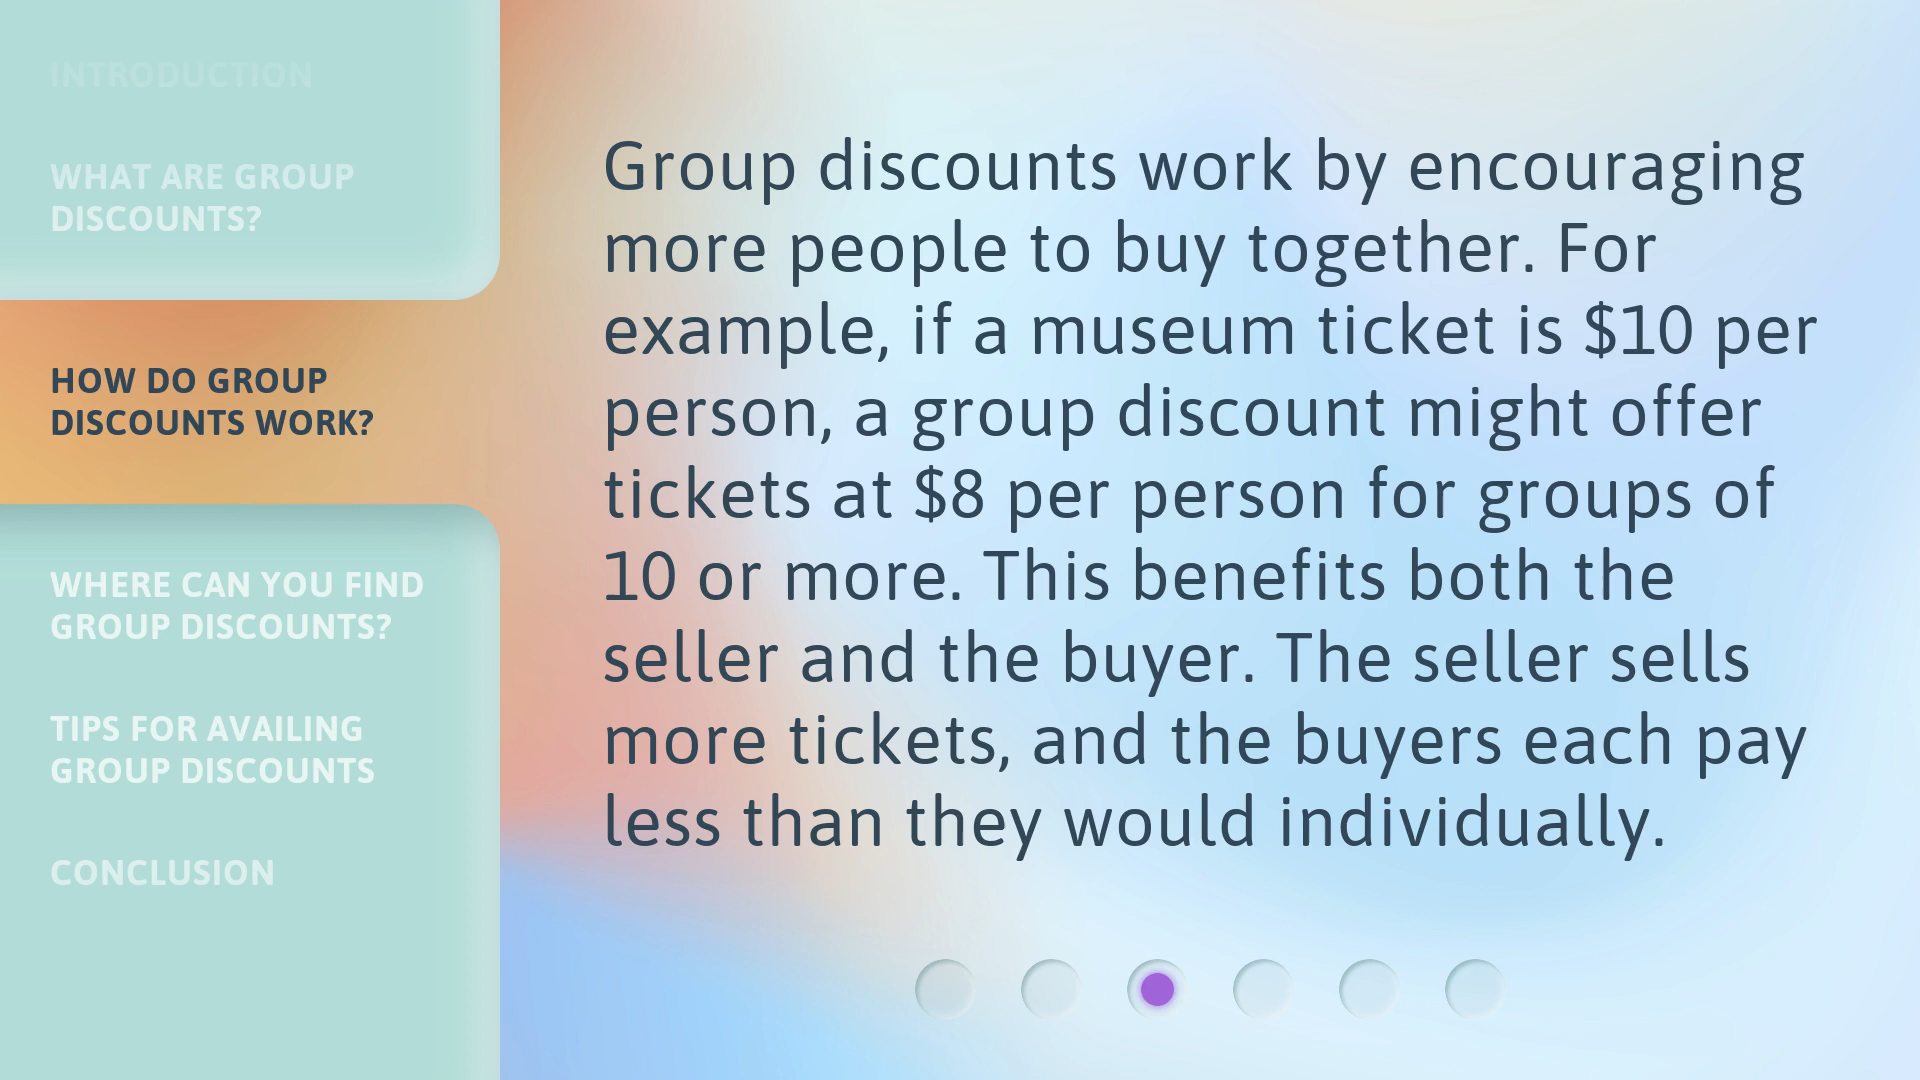 INTRODUCTION
WHAT ARE GROUP
DISCOUNTS?
HOW DO GROUP
DISCOUNTS WORK?
WHERE CAN YOU FIND
GROUP DISCOUNTS?
TIPS FOR AVAILING
GROUP DISCOUNTS
CONCLUSION
Group discounts work by encouraging
more people to buy together. For
example, if a museum ticket is $10 per
person, a group discount might offer
tickets at $8 per person for groups of
10 or more. This benefits both the
seller and the buyer. The seller sells
more tickets, and the buyers each pay
less than they would individually.